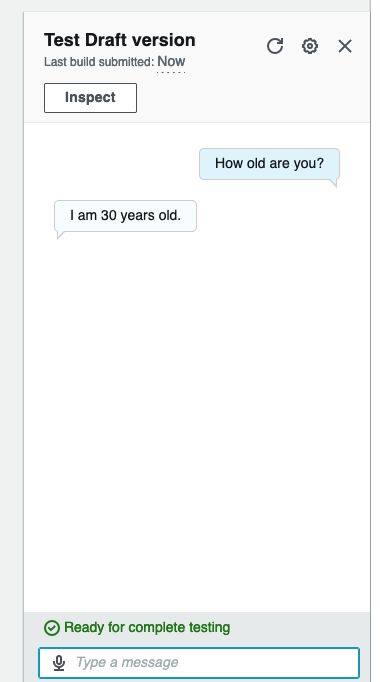 Test Draft version
Last build submitted: Now
Inspect
How old are you?
I am 30 years old.
Ready for complete testing
Type a message